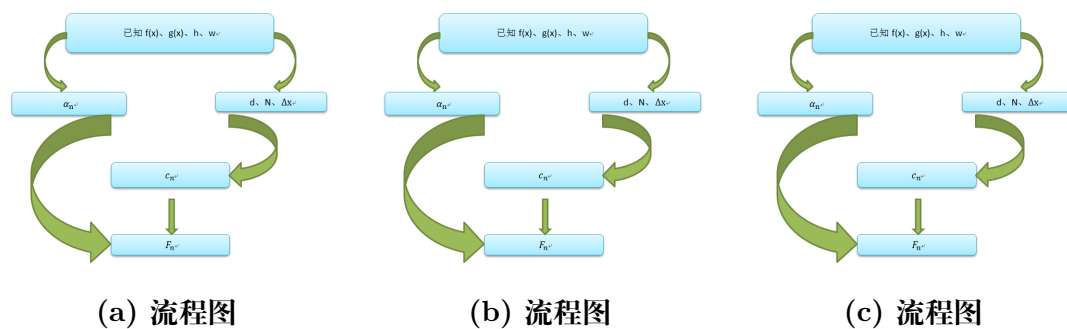 已知 f(x)、g(x)、h、w
αn
d、N、Δx
cn
Fn
(a) 流程图
已知 f(x)、g(x)、h、w
αn
d、N、Δx
cn
Fn
(b) 流程图
已知 f(x)、g(x)、h、w
αn
d、N、Δx
cn
Fn
(c) 流程图